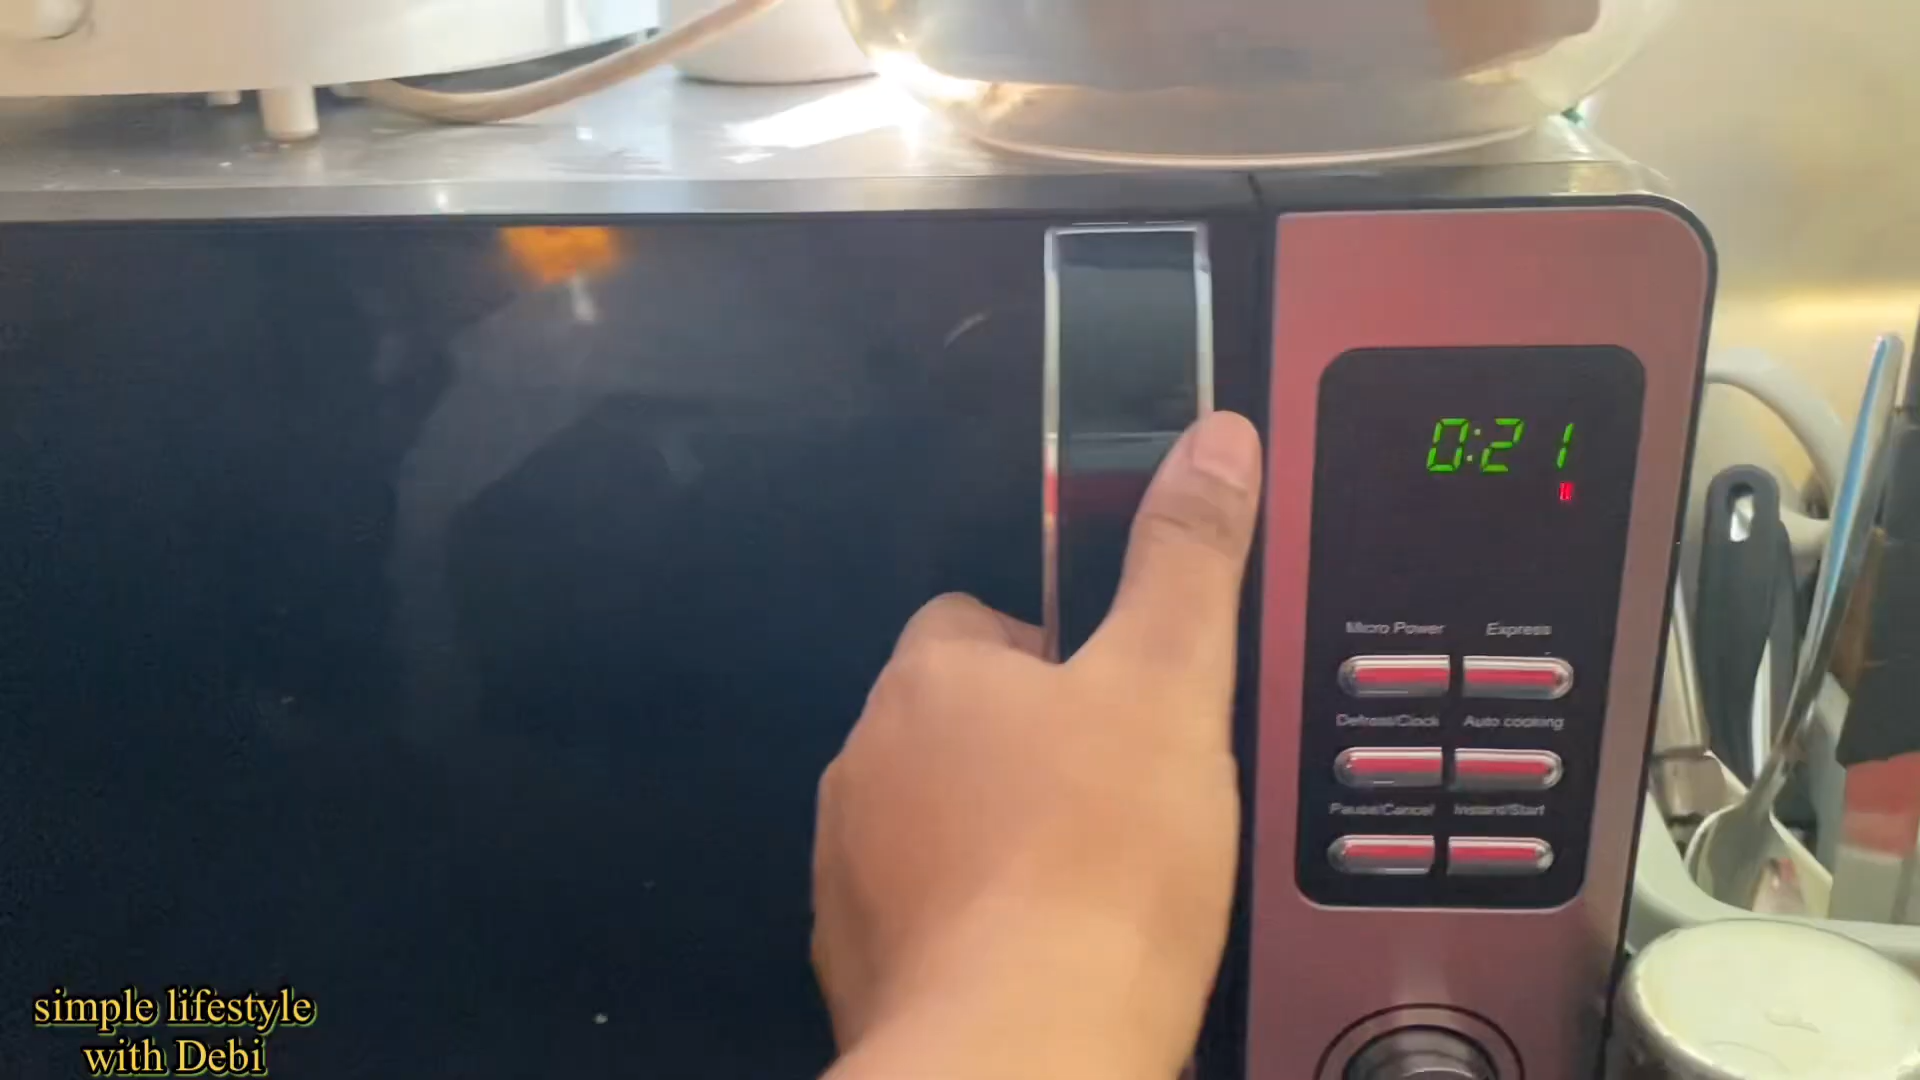 0:21
Micro Power Express
Defrost/Clock Auto cooking
Pause/Cancel Instant/Start
simple lifestyle
with Debi